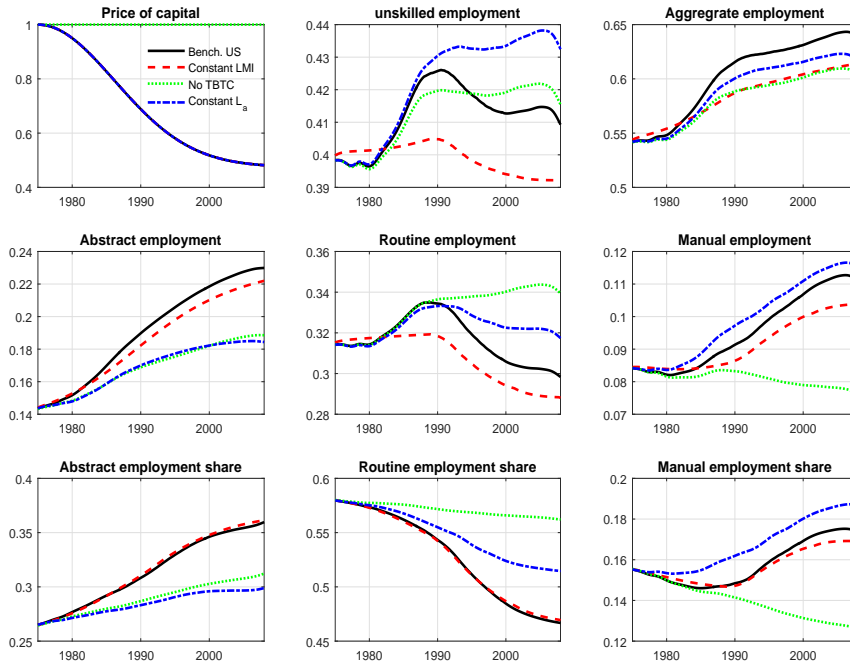 Price of capital
unskilled employment
Aggregrate employment
1
0.8
0.6
0.4
1980 1990 2000
Bench. US
Constant LMI
No TBTC
Constant Lₐ
0.44
0.43
0.42
0.41
0.4
0.39
1980 1990 2000
0.65
0.6
0.55
0.5
1980 1990 2000
Abstract employment
Routine employment
Manual employment
0.24
0.22
0.2
0.18
0.16
0.14
1980 1990 2000
0.36
0.34
0.32
0.3
0.28
1980 1990 2000
0.12
0.11
0.1
0.09
0.08
0.07
1980 1990 2000
Abstract employment share
Routine employment share
Manual employment share
0.4
0.35
0.3
0.25
1980 1990 2000
0.6
0.55
0.5
0.45
1980 1990 2000
0.2
0.18
0.16
0.14
0.12
1980 1990 2000